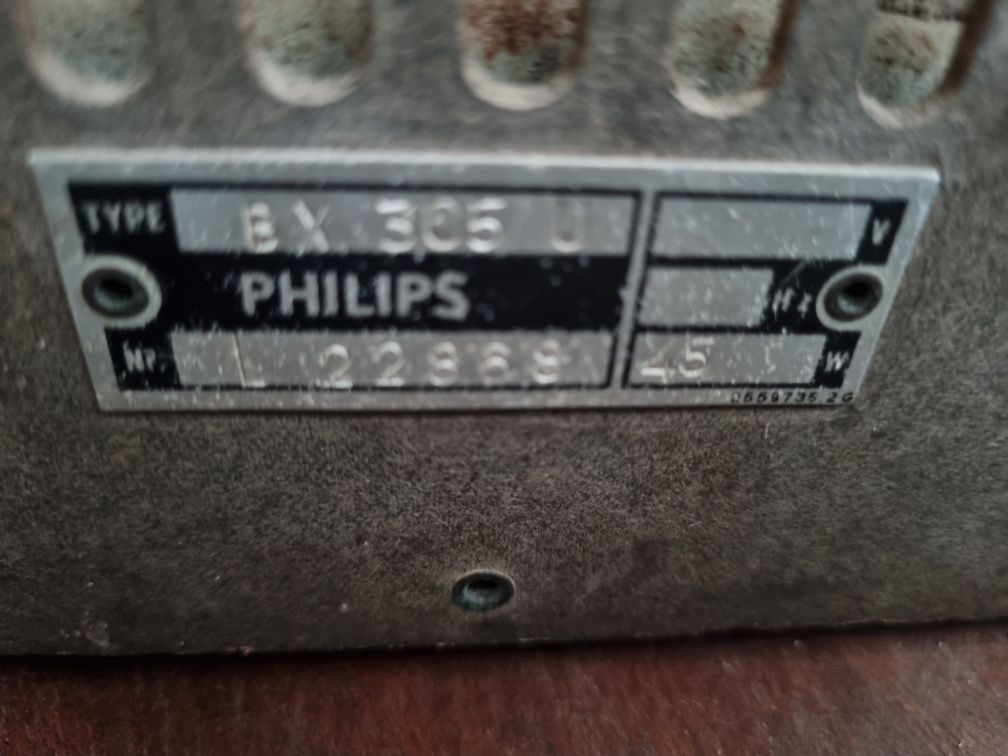 TYPE BX 305 U V
PHILIPS Hz
Nr. L 22868 45 W